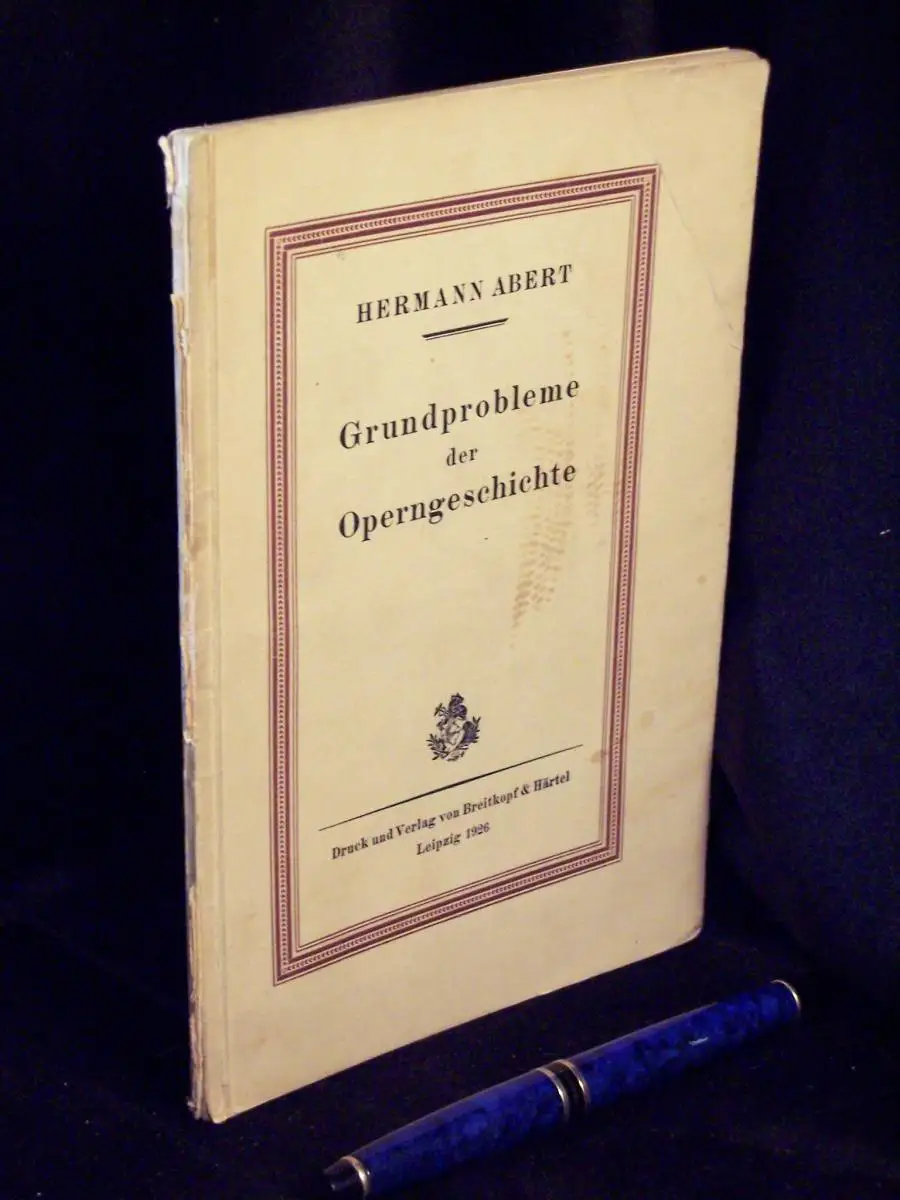 HERMANN ABERT
Grundprobleme
der
Operngeschichte
Druck und Verlag von Breitkopf & Härtel
Leipzig 1926